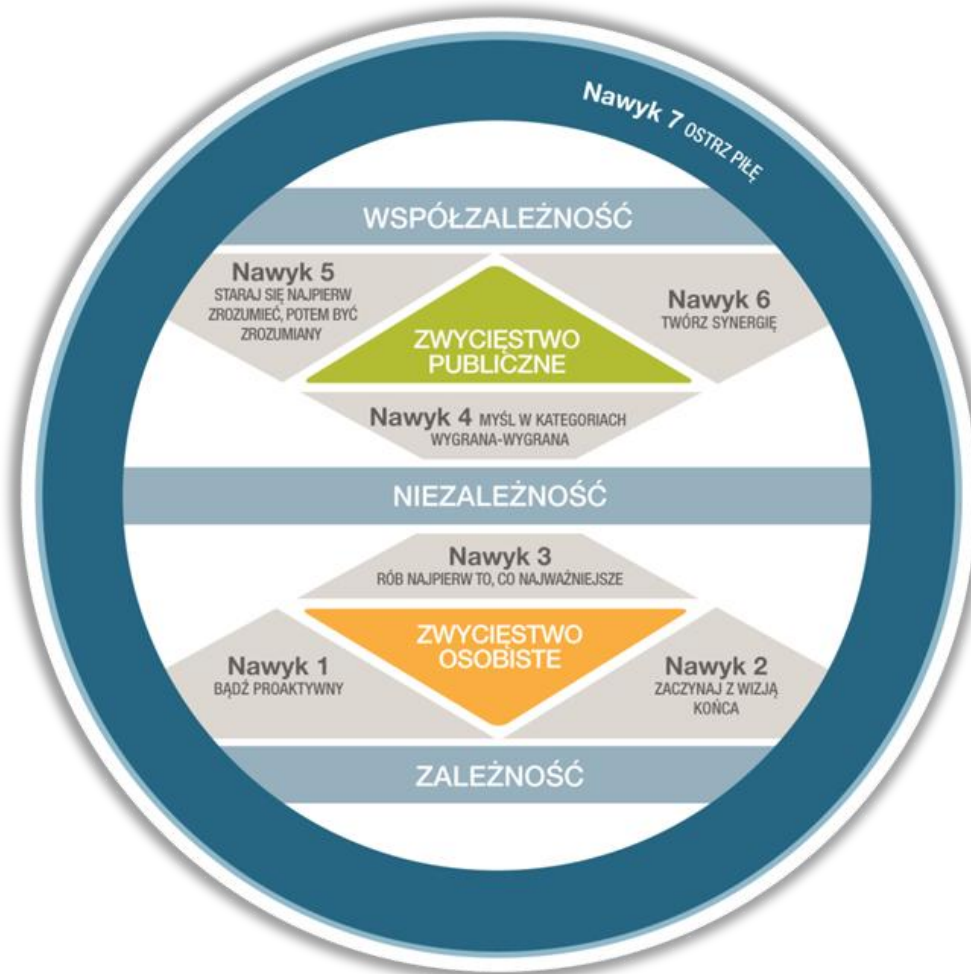 Nawyk 7 OSTRZ PIŁĘ
WSPÓŁZALEŻNOŚĆ
Nawyk 5
STARAJ SIĘ NAJPIERW
ZROZUMIEĆ, POTEM BYĆ
ZROZUMIANY
ZWYCIĘSTWO
PUBLICZNE
Nawyk 6
TWÓRZ SYNERGIĘ
Nawyk 4 MYŚL W KATEGORIACH
WYGRANA-WYGRANA
NIEZALEŻNOŚĆ
Nawyk 3
RÓB NAJPIERW TO, CO NAJWAŻNIEJSZE
Nawyk 1
BĄDŹ PROAKTYWNY
ZWYCIĘSTWO
OSOBISTE
Nawyk 2
ZACZYNAJ Z WIZJĄ
KOŃCA
ZALEŻNOŚĆ